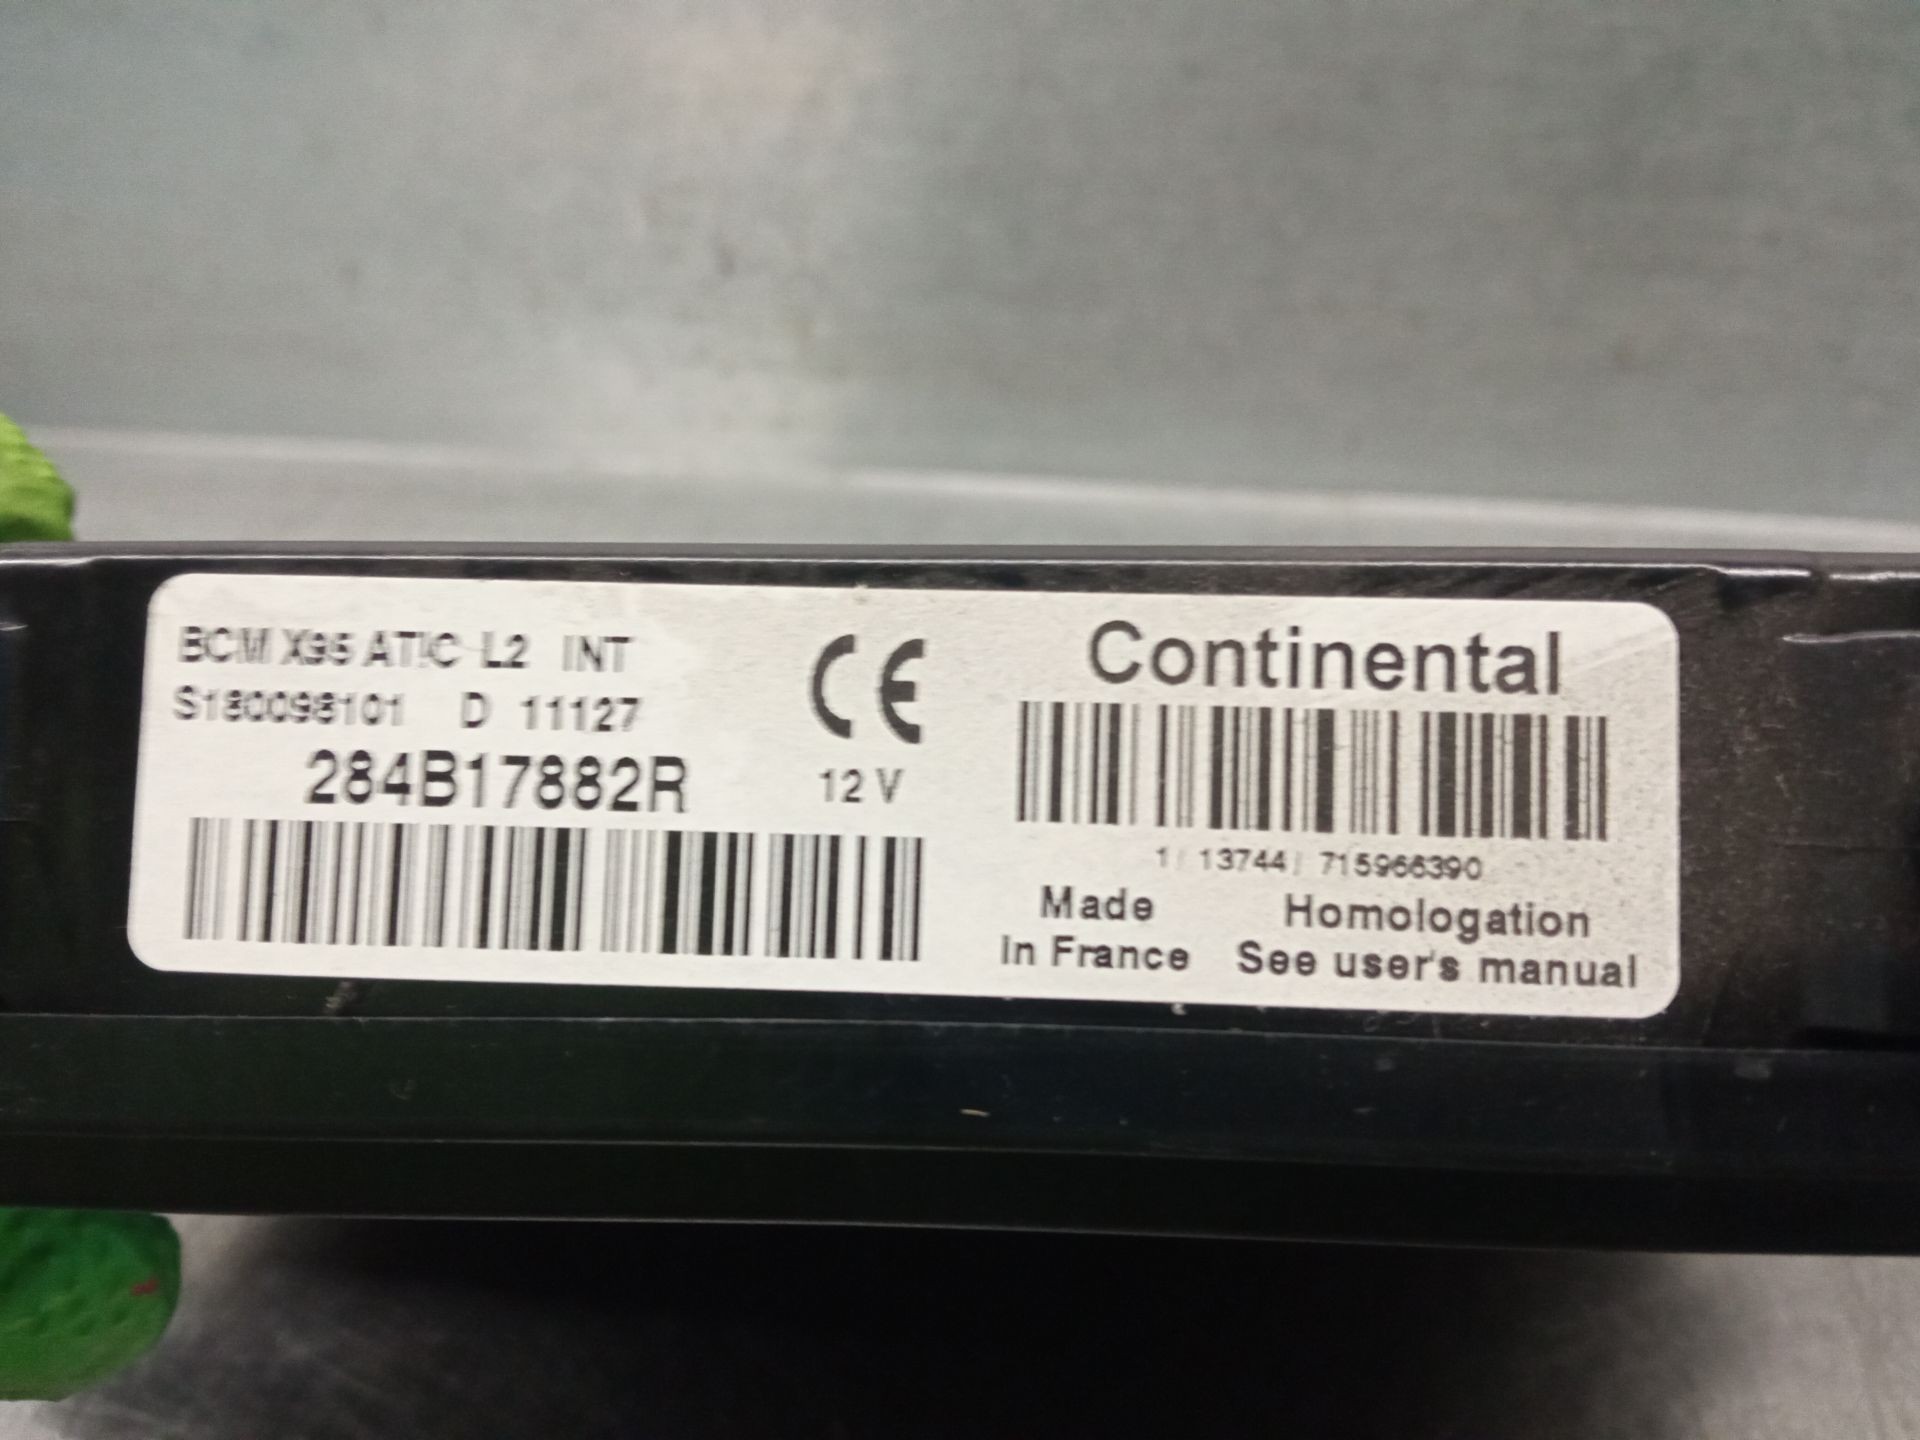 BCM X95 ATIC L2 INT
S180098101 D 11127
284B17882R
CE
12 V
Continental
1/ 13744/ 715966390
Made
In France
Homologation
See user's manual